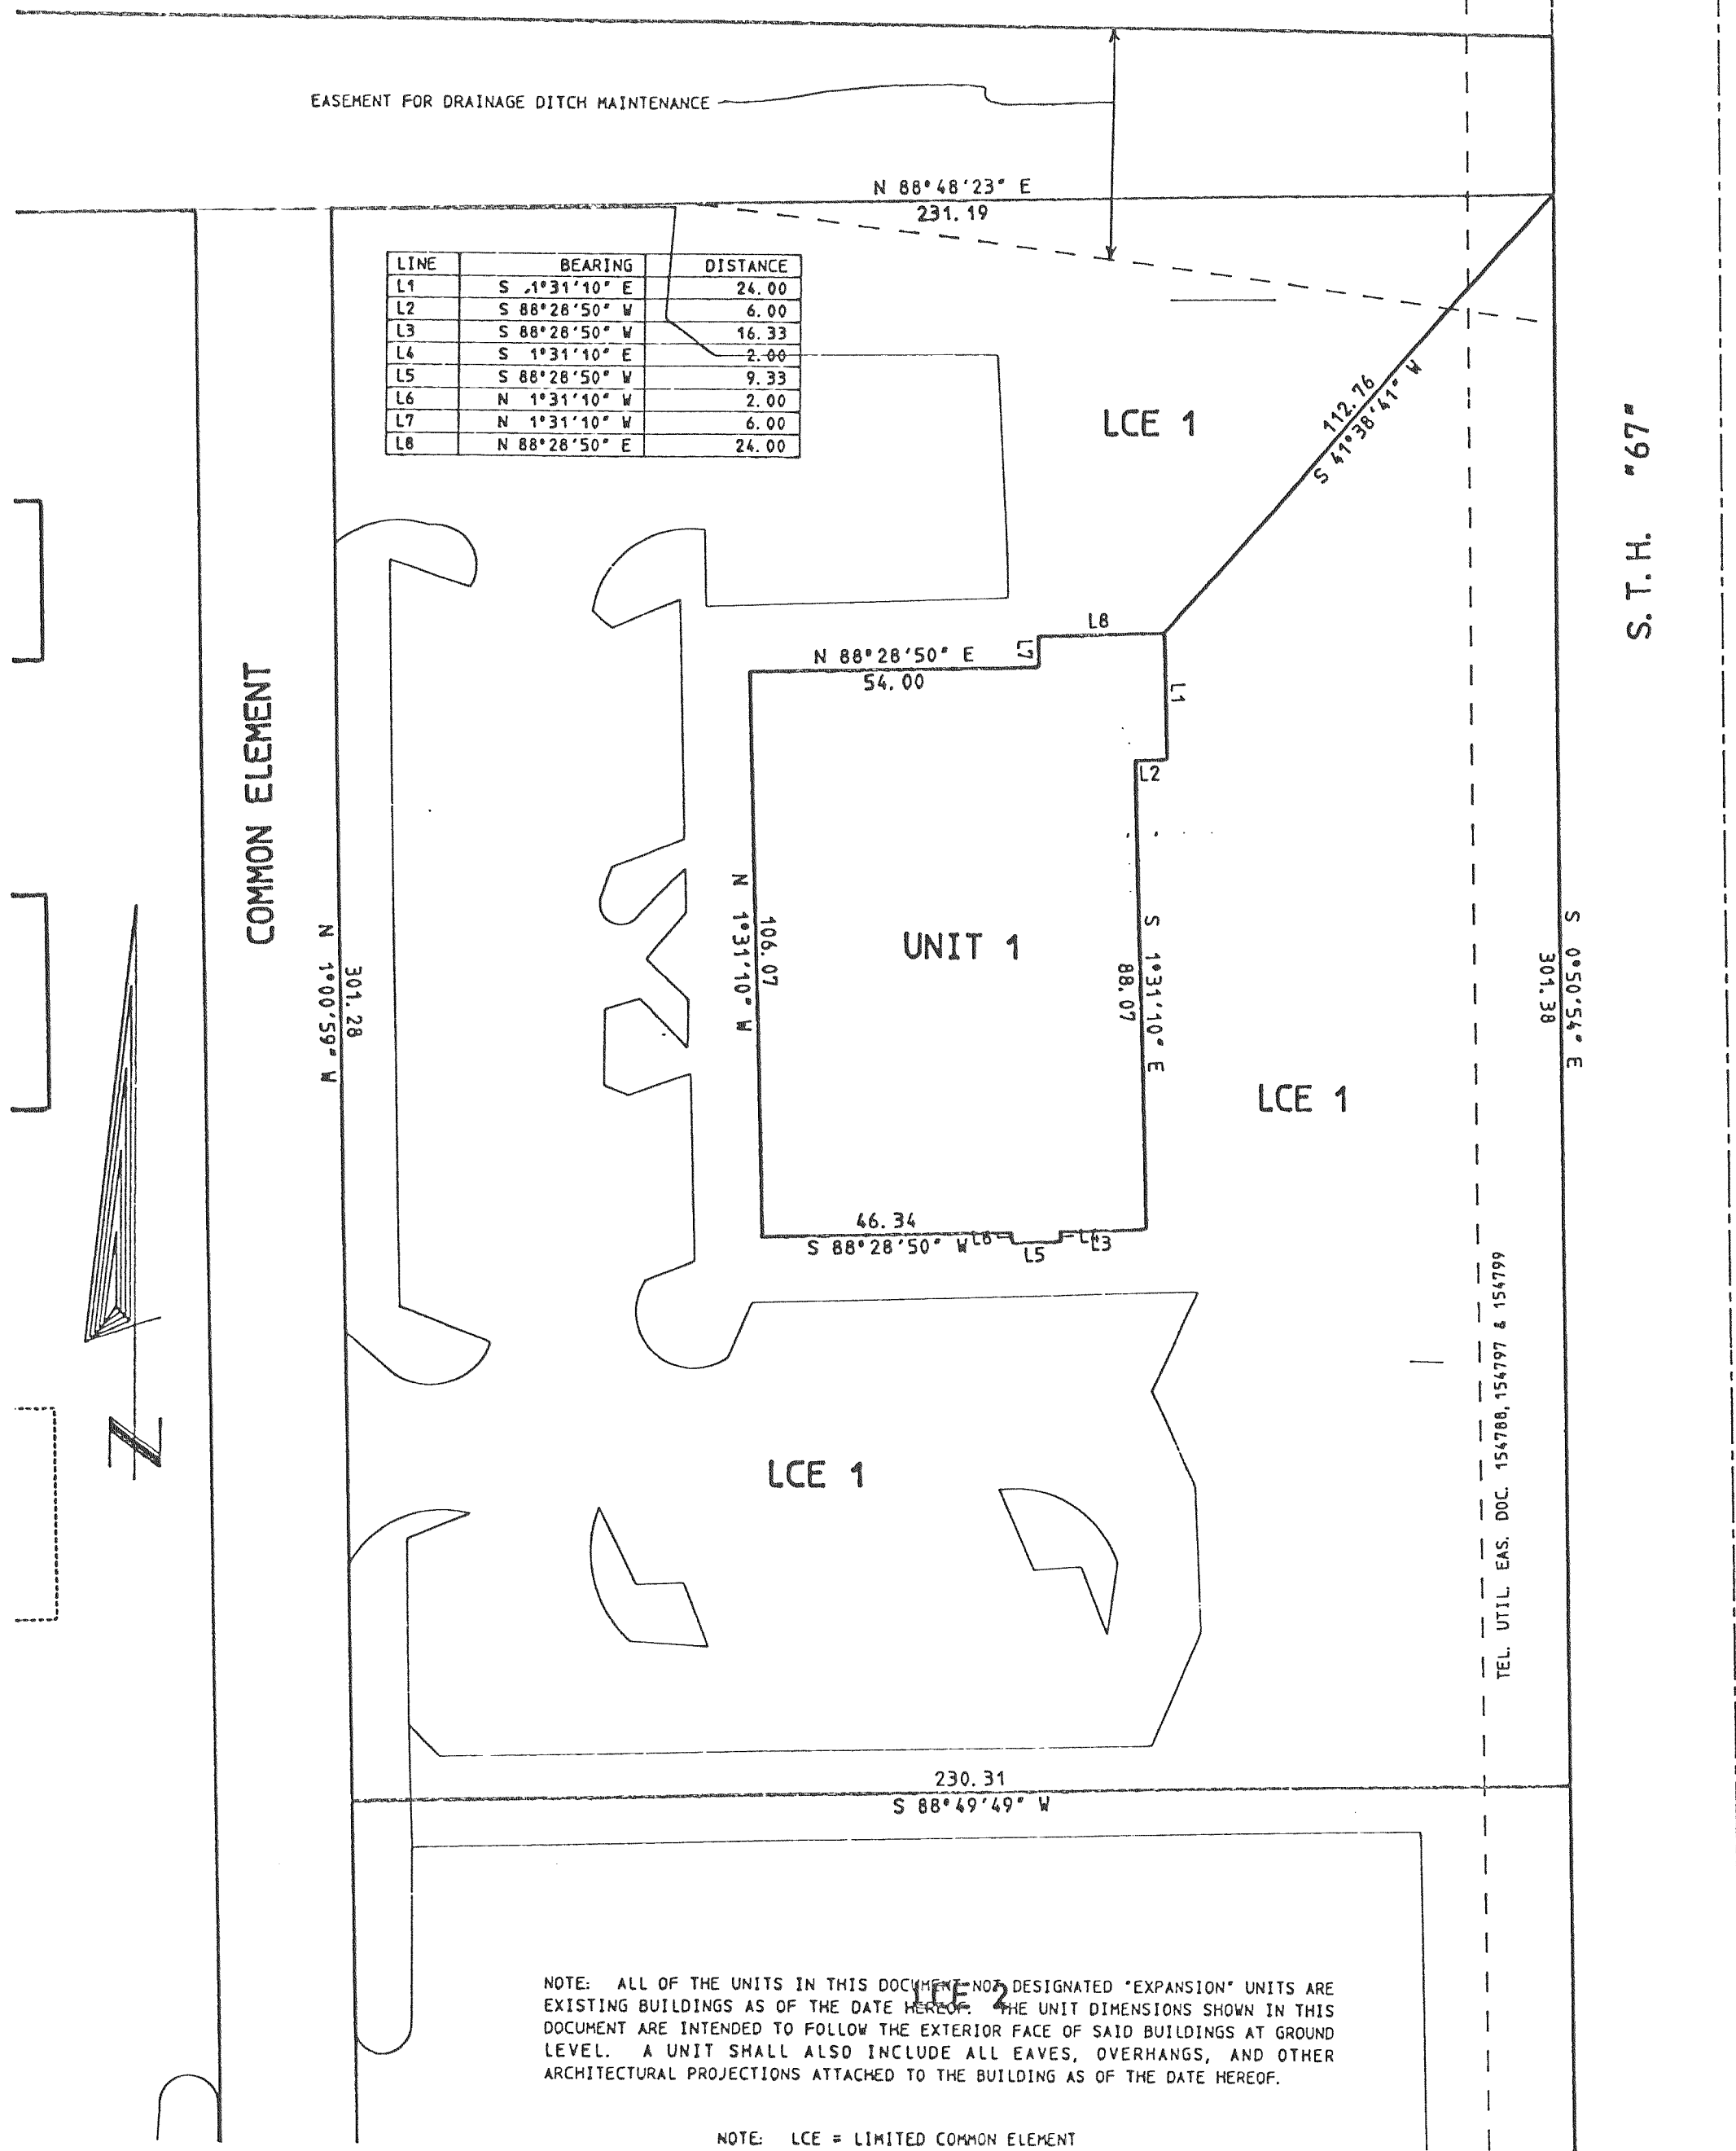 EASEMENT FOR DRAINAGE DITCH MAINTENANCE
N 88°48'23" E
231.19
LINE BEARING DISTANCE
L1 S 1°31'10" E 24.00
L2 S 88°28'50" W 6.00
L3 S 88°28'50" W 16.33
L4 S 1°31'10" E 2.00
L5 S 88°28'50" W 9.33
L6 N 1°31'10" W 2.00
L7 N 1°31'10" W 6.00
L8 N 88°28'50" E 24.00
LCE 1
112.76
S 41°38'41" W
S.T.H. "67"
L8
L7
N 88°28'50" E
54.00
L1
L2
COMMON ELEMENT
N 1°00'59" W
301.28
N 1°31'10" W
106.07
UNIT 1
S 1°31'10" E
88.07
S 0°50'54" E
301.38
LCE 1
46.34
S 88°28'50" W
L6
L5
L4
L3
TEL. UTIL. EAS. DOC. 154788, 154797 & 154799
N
LCE 1
230.31
S 88°49'49" W
LCE 2
NOTE: ALL OF THE UNITS IN THIS DOCUMENT NOT DESIGNATED "EXPANSION" UNITS ARE
EXISTING BUILDINGS AS OF THE DATE HEREOF. THE UNIT DIMENSIONS SHOWN IN THIS
DOCUMENT ARE INTENDED TO FOLLOW THE EXTERIOR FACE OF SAID BUILDINGS AT GROUND
LEVEL. A UNIT SHALL ALSO INCLUDE ALL EAVES, OVERHANGS, AND OTHER
ARCHITECTURAL PROJECTIONS ATTACHED TO THE BUILDING AS OF THE DATE HEREOF.
NOTE: LCE = LIMITED COMMON ELEMENT